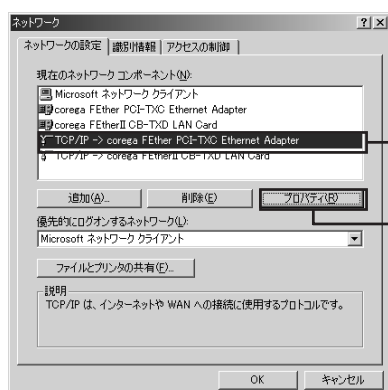 ネットワーク
ネットワークの設定 識別情報 アクセスの制御
現在のネットワーク コンポーネント(N):
Microsoft ネットワーク クライアント
corega FEther PCI-TXC Ethernet Adapter
corega FEtherII CB-TXD LAN Card
TCP/IP -> corega FEther PCI-TXC Ethernet Adapter
TCP/IP -> corega FEtherII CB-TXD LAN Card
追加(A)... 削除(E) プロパティ(R)
優先的にログオンするネットワーク(L):
Microsoft ネットワーク クライアント
ファイルとプリンタの共有(F)...
説明
TCP/IP は、インターネットや WAN への接続に使用するプロトコルです。
OK キャンセル